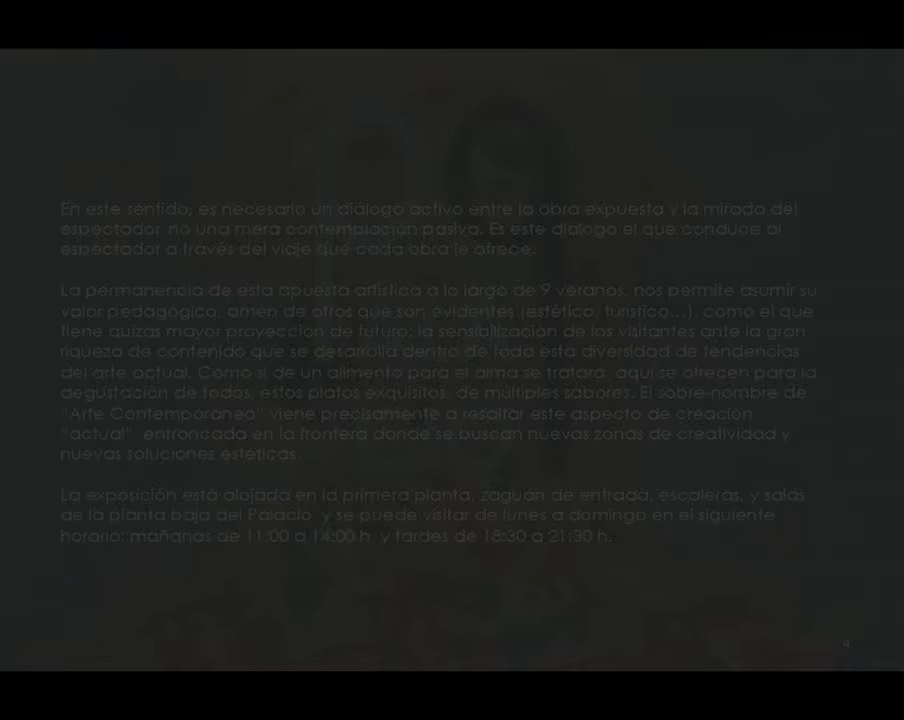 En este sentido, es necesario un diálogo activo entre la obra expuesta y la mirada del
espectador, no una mera contemplación pasiva. Es este diálogo el que conduce al
espectador a través del viaje que cada obra le ofrece.
La permanencia de esta apuesta artística a lo largo de 9 veranos, nos permite asumir su
valor pedagógico, amén de otros que son evidentes (estético, turístico...), como el que
tiene quizás mayor proyección de futuro: la sensibilización de los visitantes ante la gran
riqueza de contenido que se desarrolla dentro de toda esta diversidad de tendencias
del arte actual. Como si de un alimento para el alma se tratara, aquí se ofrecen para la
degustación de todos, estos platos exquisitos, de múltiples sabores. El sobre-nombre de
"Arte Contemporáneo" viene precisamente a resaltar este aspecto de creación
"actual", entroncada en la frontera donde se buscan nuevas zonas de creatividad y
nuevas soluciones estéticas.
La exposición está alojada en la primera planta, zaguán de entrada, escaleras, y salas
de la planta baja del Palacio, y se puede visitar de lunes a domingo en el siguiente
horario: mañanas de 11:00 a 14:00 h. y tardes de 18:30 a 21:30 h.
4